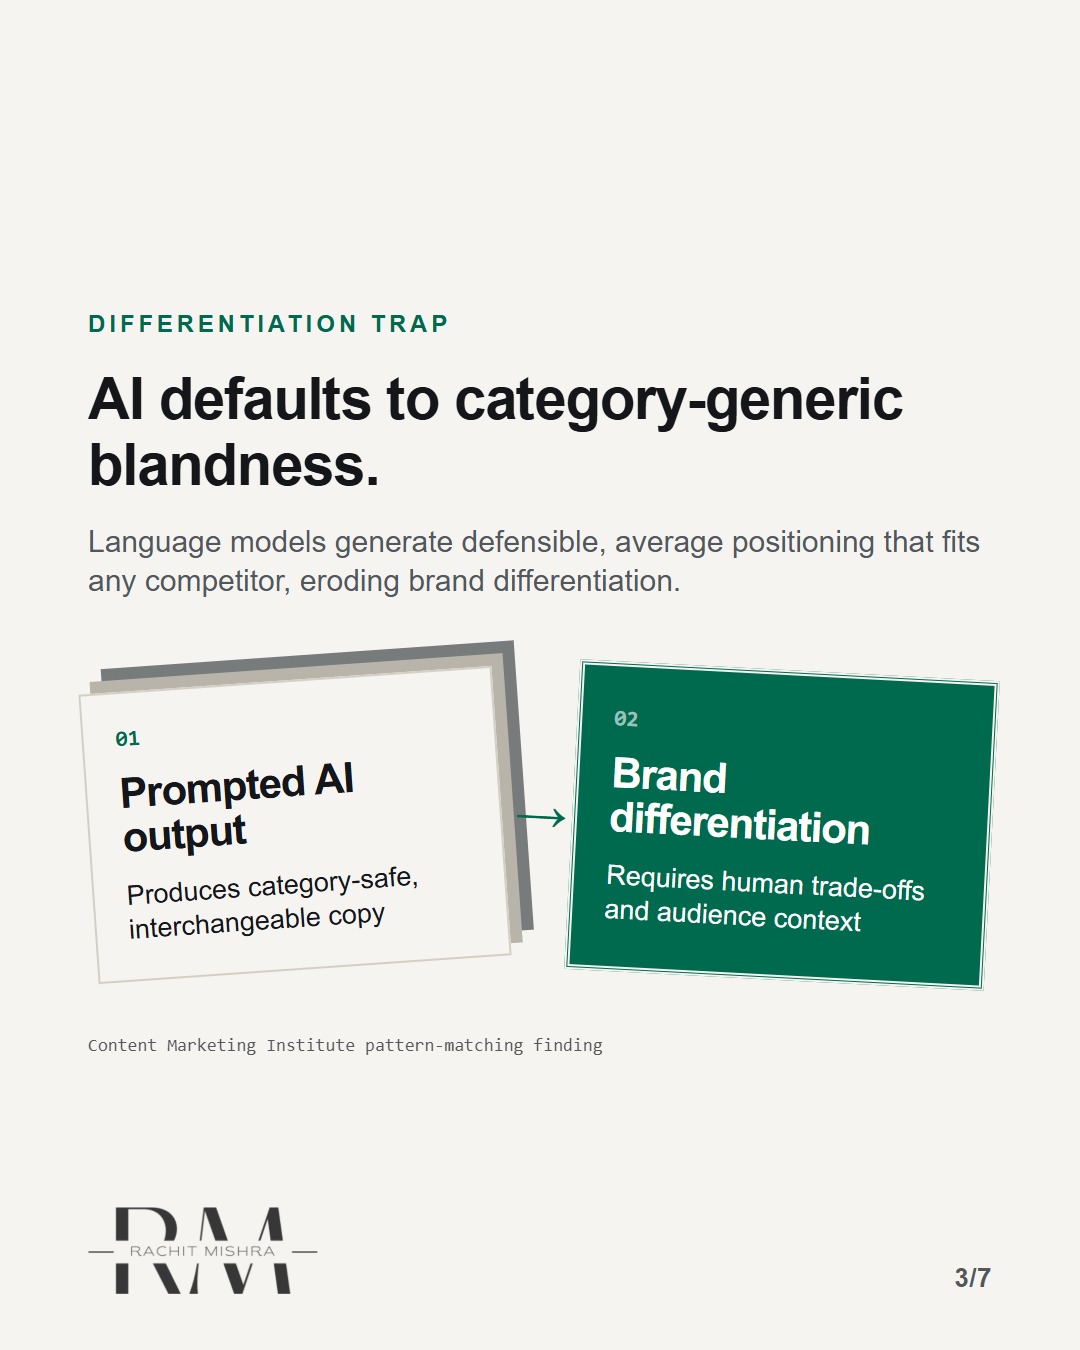 DIFFERENTIATION TRAP
AI defaults to category-generic
blandness.
Language models generate defensible, average positioning that fits
any competitor, eroding brand differentiation.
01
Prompted AI
output
Produces category-safe,
interchangeable copy
→
02
Brand
differentiation
Requires human trade-offs
and audience context
Content Marketing Institute pattern-matching finding
RM
RACHIT MISHRA
3/7